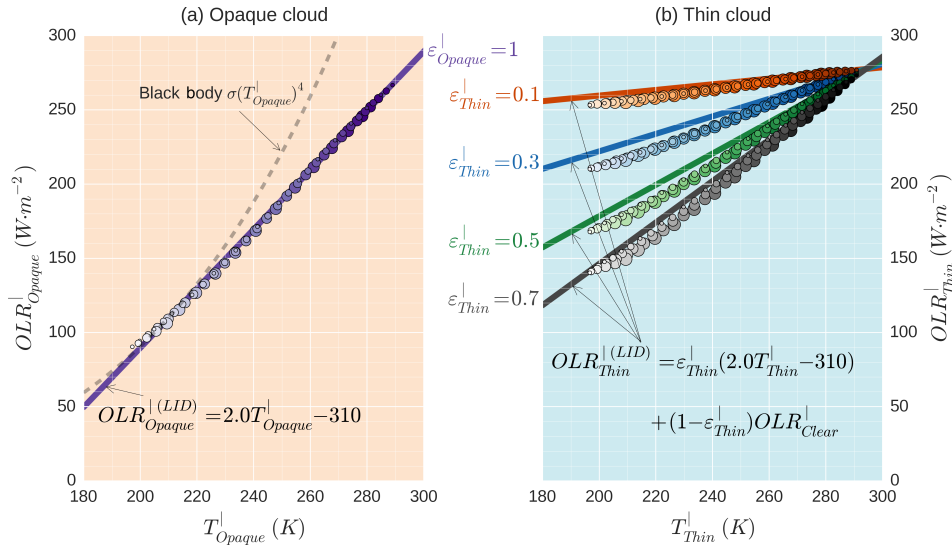 (a) Opaque cloud
(b) Thin cloud
300
250
200
150
100
50
0
180 200 220 240 260 280 300
OLR|Opaque (W·m−2)
T|Opaque (K)
Black body σ(T|Opaque)4
OLR|(LID)Opaque =2.0T|Opaque−310
ε|Opaque=1
ε|Thin=0.1
ε|Thin=0.3
ε|Thin=0.5
ε|Thin=0.7
OLR|(LID)Thin =ε|Thin(2.0T|Thin−310)
+(1−ε|Thin)OLR|Clear
300
250
200
150
100
50
0
180 200 220 240 260 280 300
OLR|Thin (W·m−2)
T|Thin (K)